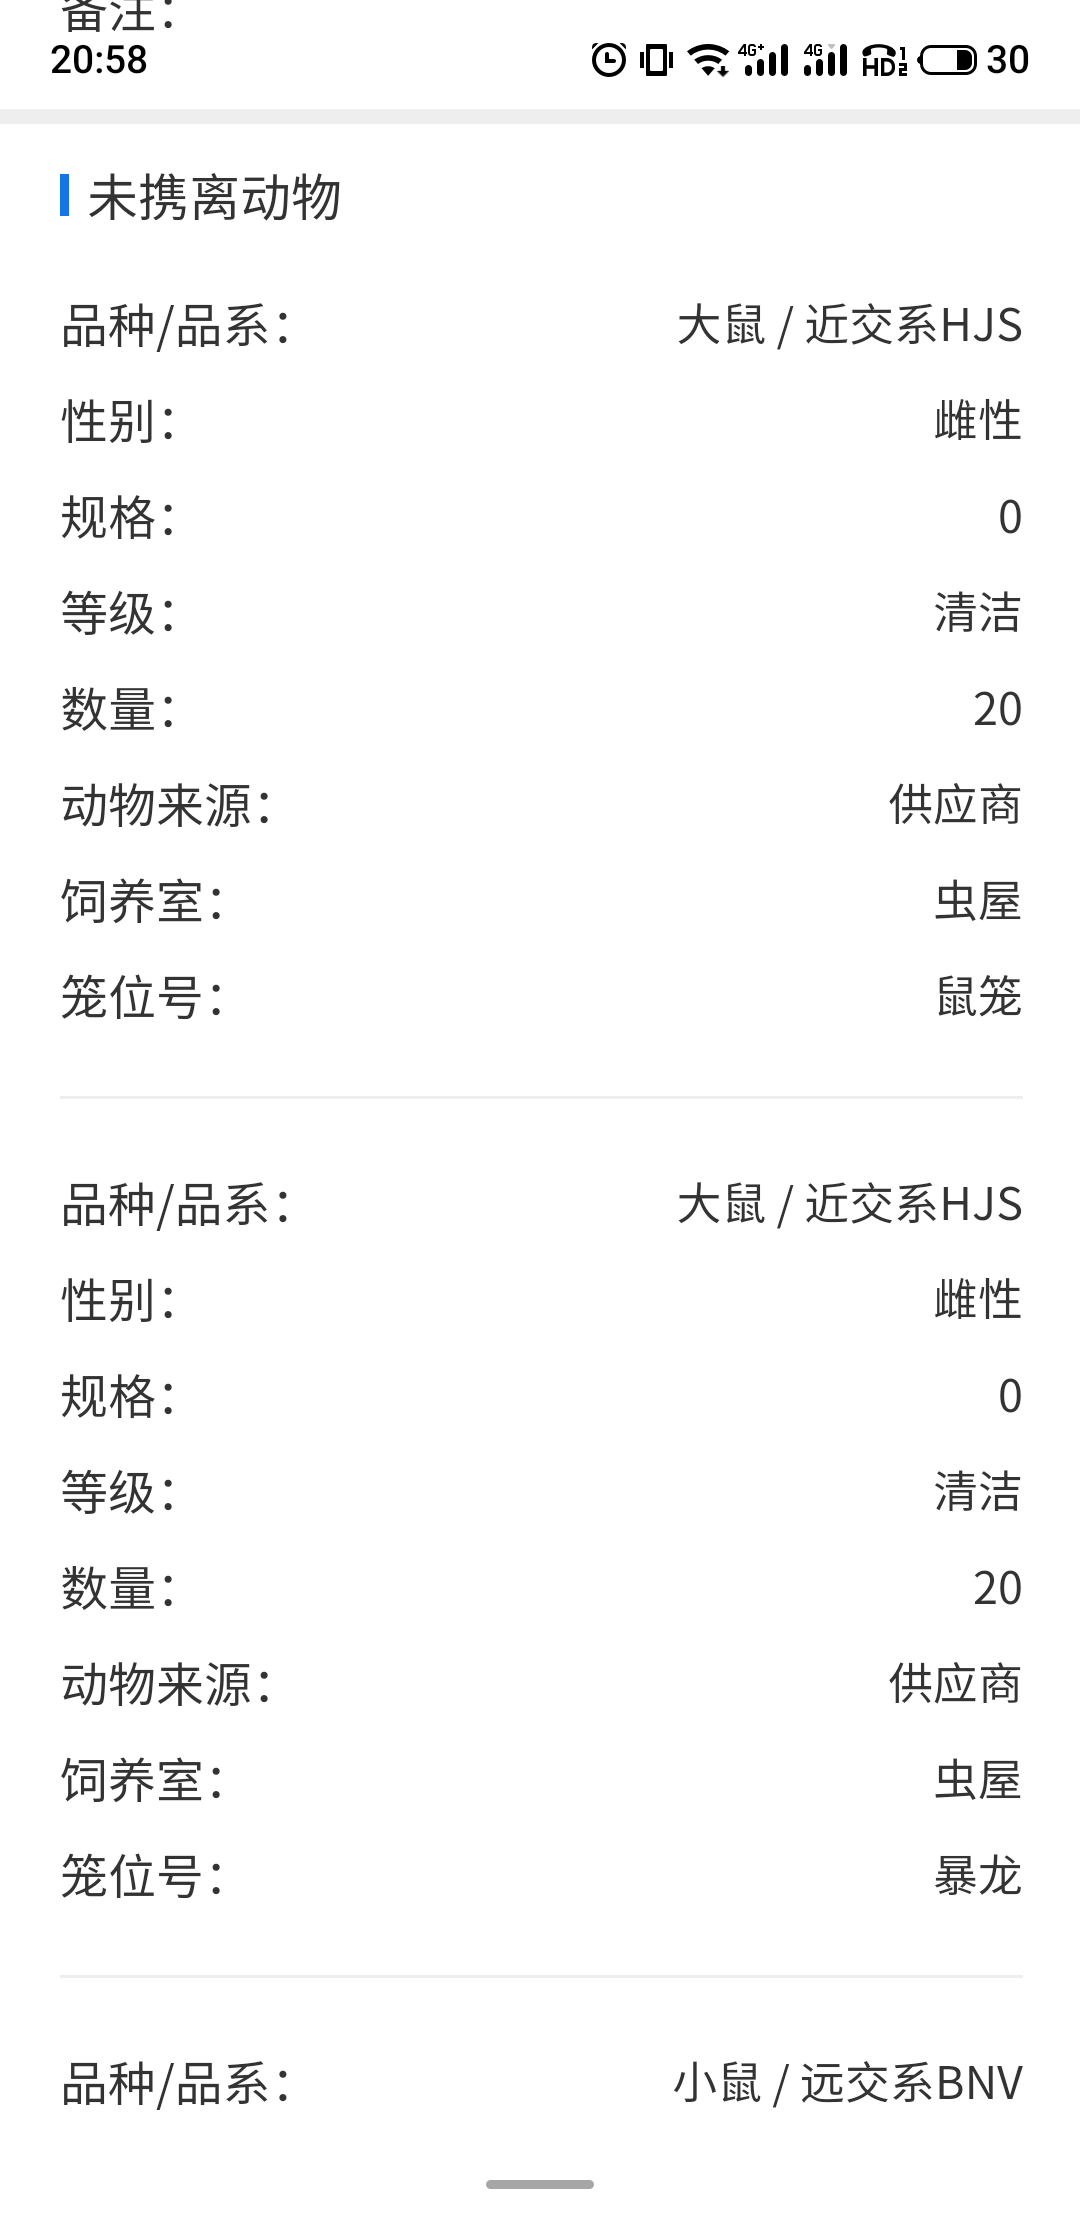 备注：
20:58 4G+ 4G HD 1 2 30
未携离动物
品种/品系： 大鼠 / 近交系HJS
性别： 雌性
规格： 0
等级： 清洁
数量： 20
动物来源： 供应商
饲养室： 虫屋
笼位号： 鼠笼
品种/品系： 大鼠 / 近交系HJS
性别： 雌性
规格： 0
等级： 清洁
数量： 20
动物来源： 供应商
饲养室： 虫屋
笼位号： 暴龙
品种/品系： 小鼠 / 远交系BNV